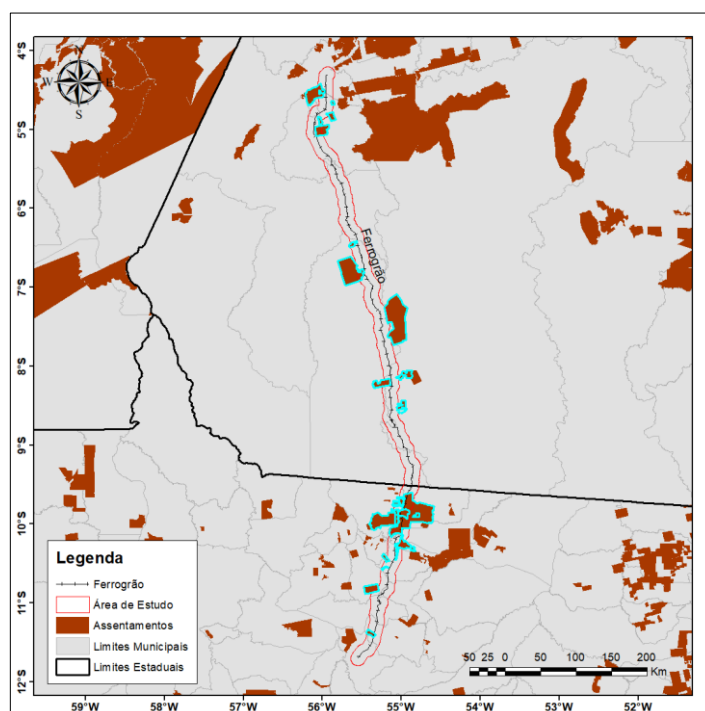 4°S
5°S
6°S
7°S
8°S
9°S
10°S
11°S
12°S
N
W
E
S
Ferrogrão
Legenda
Ferrogrão
Área de Estudo
Assentamentos
Limites Municipais
Limites Estaduais
50 25 0 50 100 150 200
Km
59°W 58°W 57°W 56°W 55°W 54°W 53°W 52°W